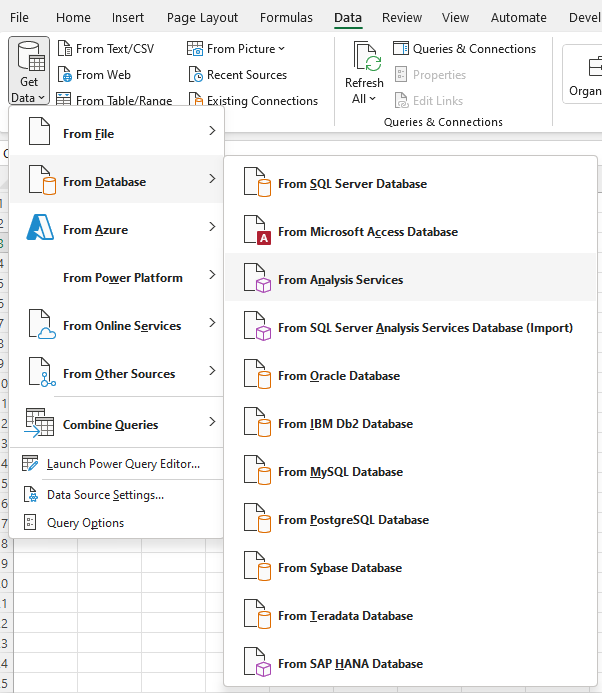 File Home Insert Page Layout Formulas Data Review View Automate
Get
Data
From Text/CSV
From Web
From Table/Range
From Picture
Recent Sources
Existing Connections
Refresh
All
Queries & Connections
Properties
Edit Links
Queries & Connections
From File
From Database
From Azure
From Power Platform
From Online Services
From Other Sources
Combine Queries
Launch Power Query Editor...
Data Source Settings...
Query Options
From SQL Server Database
From Microsoft Access Database
From Analysis Services
From SQL Server Analysis Services Database (Import)
From Oracle Database
From IBM Db2 Database
From MySQL Database
From PostgreSQL Database
From Sybase Database
From Teradata Database
From SAP HANA Database